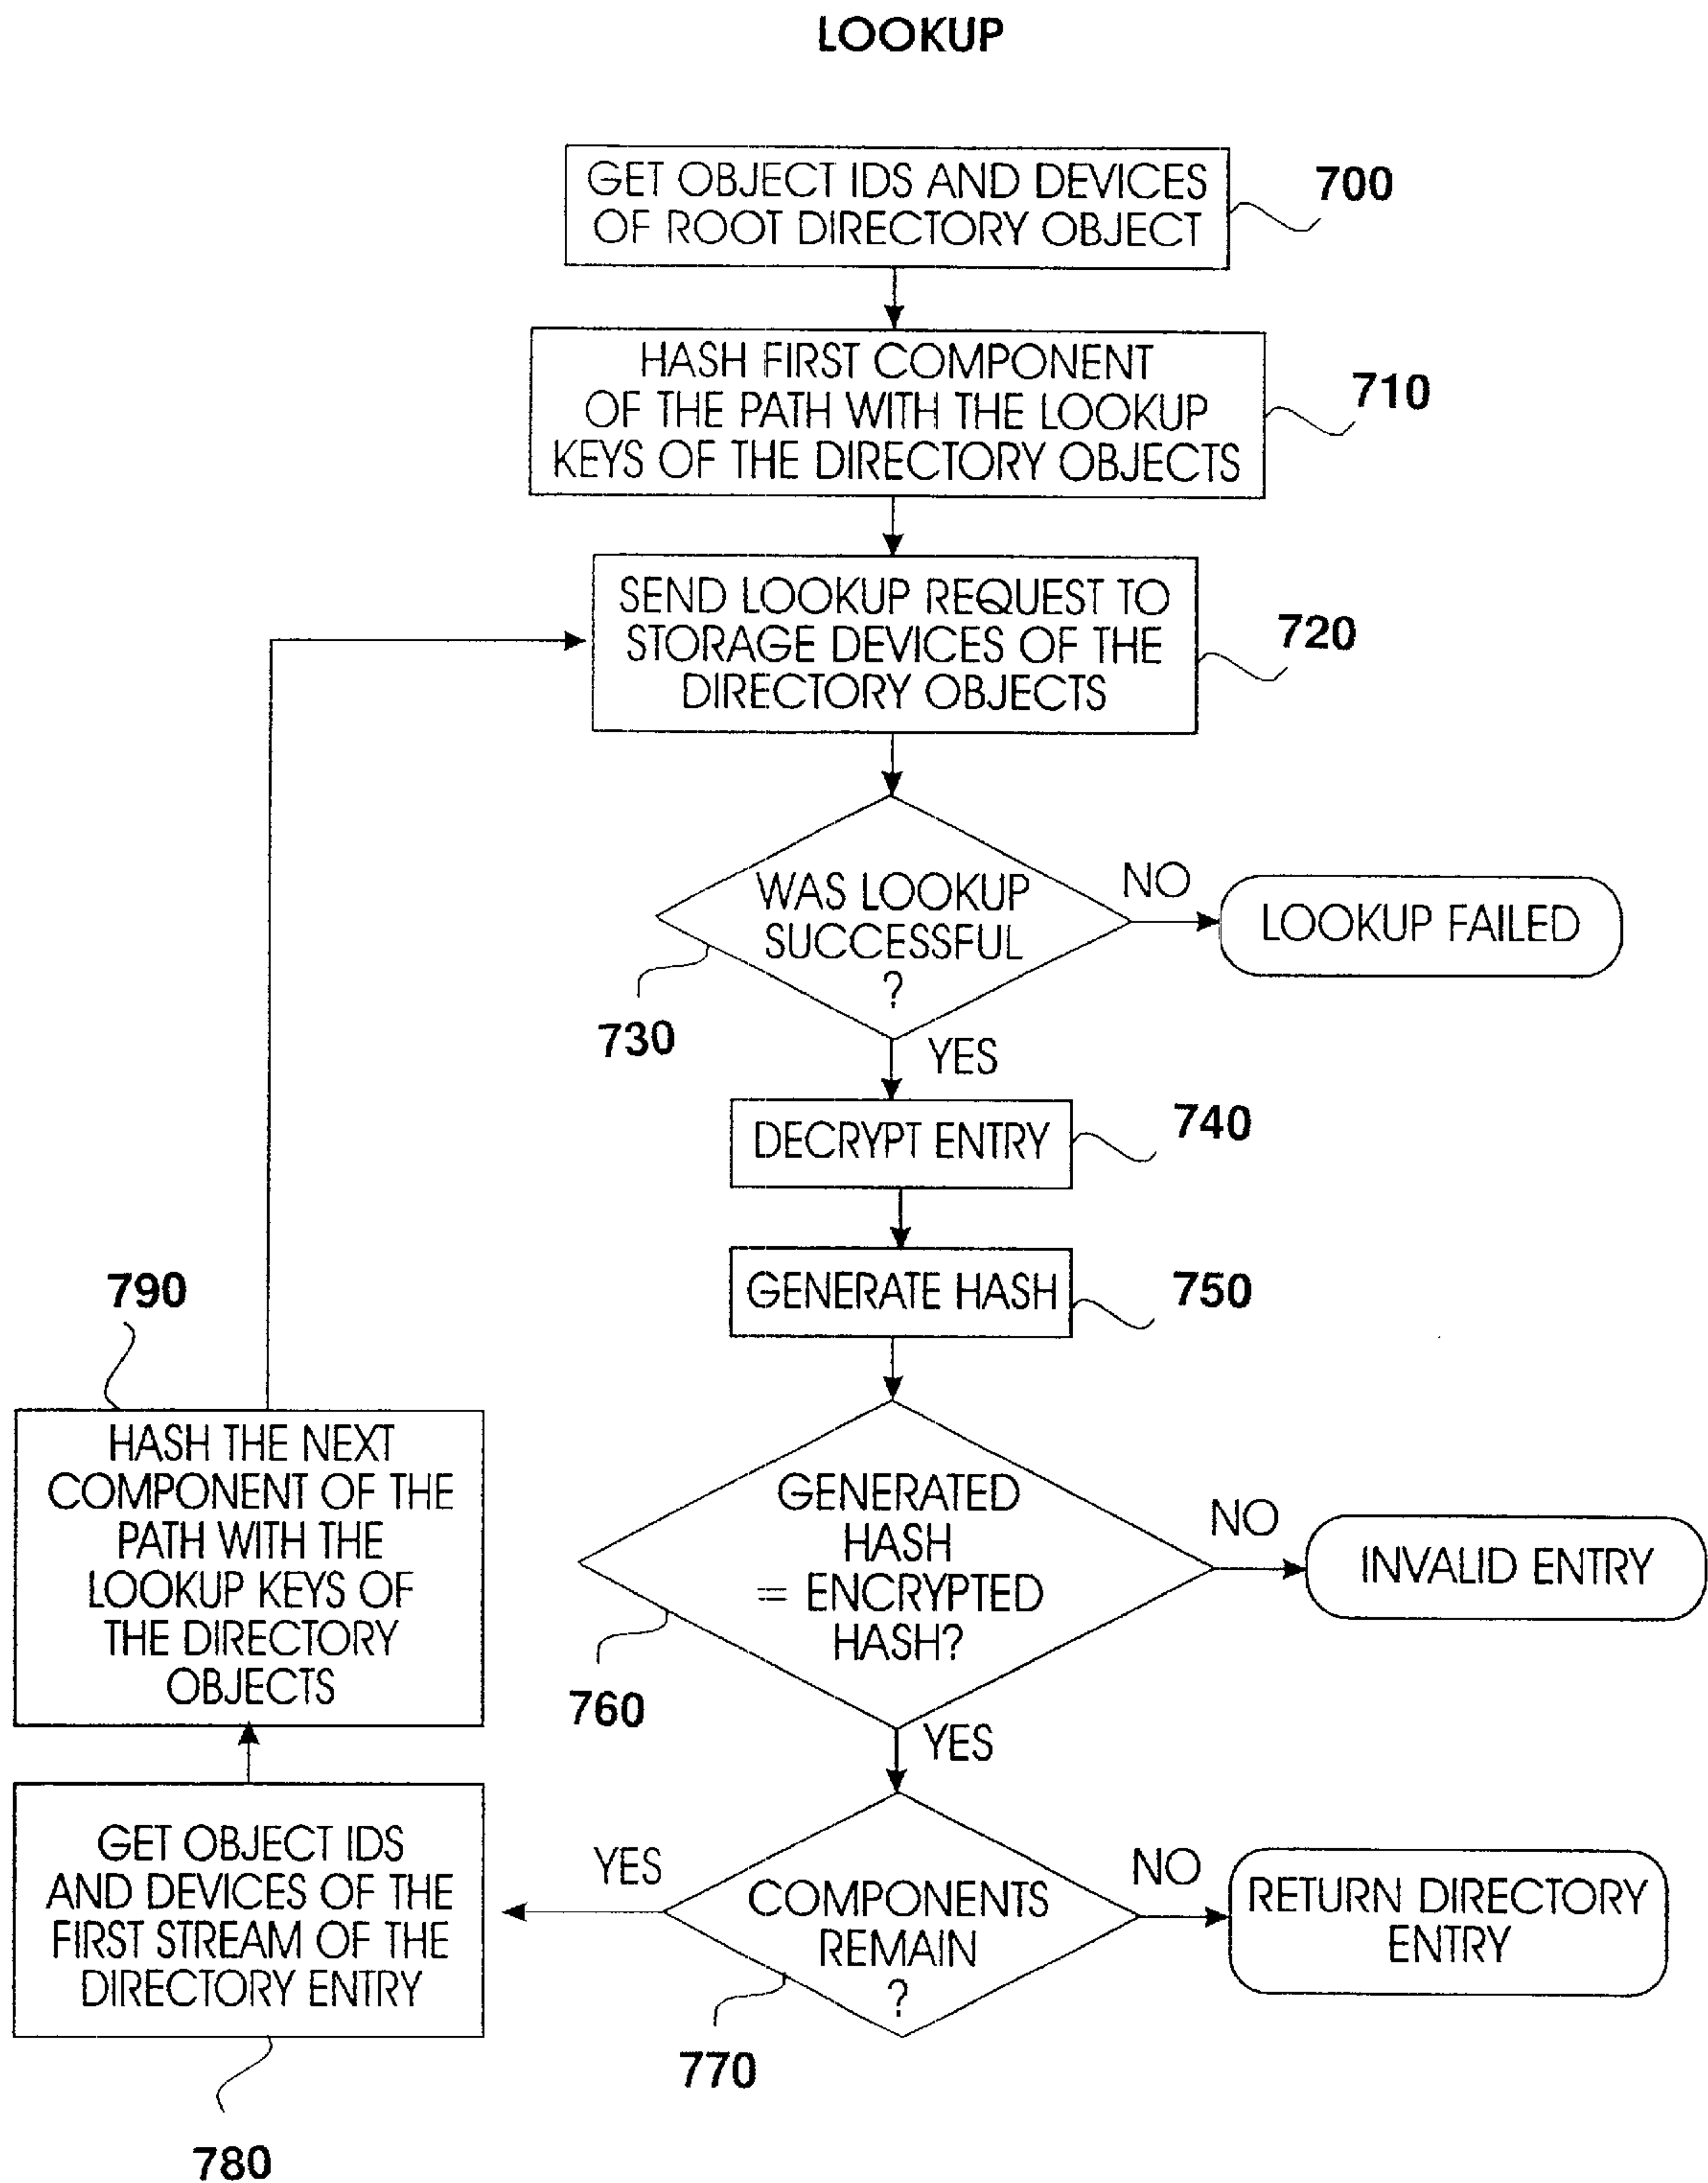 LOOKUP
GET OBJECT IDS AND DEVICES
OF ROOT DIRECTORY OBJECT
700
HASH FIRST COMPONENT
OF THE PATH WITH THE LOOKUP
KEYS OF THE DIRECTORY OBJECTS
710
SEND LOOKUP REQUEST TO
STORAGE DEVICES OF THE
DIRECTORY OBJECTS
720
WAS LOOKUP
SUCCESSFUL
?
730
NO
LOOKUP FAILED
YES
DECRYPT ENTRY
740
GENERATE HASH
750
GENERATED
HASH
= ENCRYPTED
HASH?
760
NO
INVALID ENTRY
YES
COMPONENTS
REMAIN
?
770
NO
RETURN DIRECTORY
ENTRY
YES
GET OBJECT IDS
AND DEVICES OF THE
FIRST STREAM OF THE
DIRECTORY ENTRY
780
790
HASH THE NEXT
COMPONENT OF THE
PATH WITH THE
LOOKUP KEYS OF
THE DIRECTORY
OBJECTS